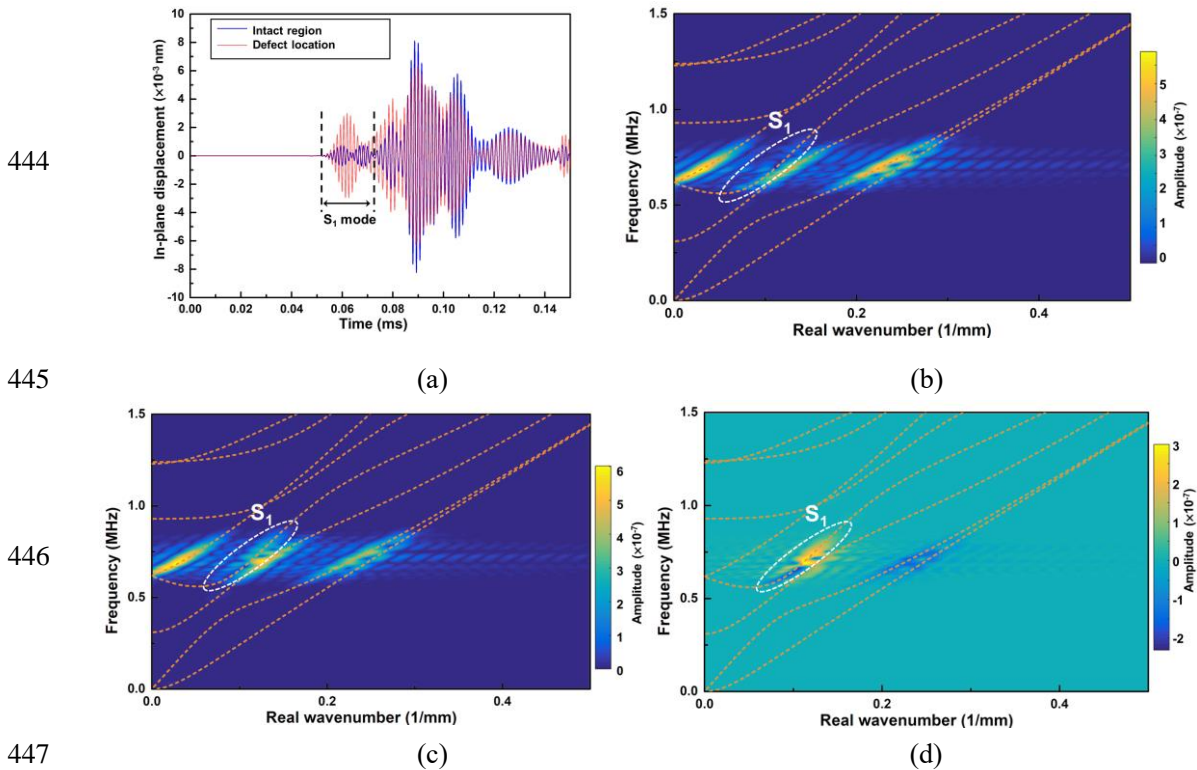 10
8
6
4
2
0
-2
-4
-6
-8
-10
In-plane displacement (×10⁻³ nm)
Intact region
Defect location
S₁ mode
0.00 0.02 0.04 0.06 0.08 0.10 0.12 0.14
Time (ms)
1.5
1.0
0.5
0.0
Frequency (MHz)
S₁
0.0 0.2 0.4
Real wavenumber (1/mm)
5
4
3
2
1
0
Amplitude (×10⁻⁷)
444
445 (a) (b)
1.5
1.0
0.5
0.0
Frequency (MHz)
S₁
0.0 0.2 0.4
Real wavenumber (1/mm)
6
5
4
3
2
1
0
Amplitude (×10⁻⁷)
1.5
1.0
0.5
0.0
Frequency (MHz)
S₁
0.0 0.2 0.4
Real wavenumber (1/mm)
3
2
1
0
-1
-2
Amplitude (×10⁻⁷)
446
447 (c) (d)